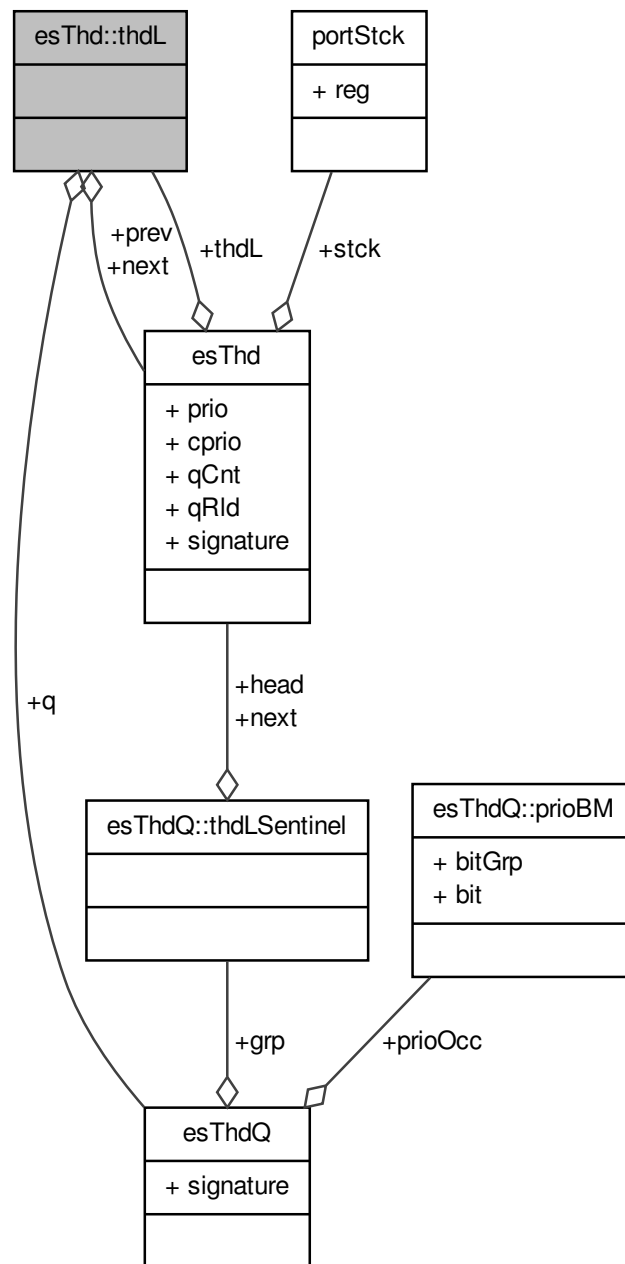 esThd::thdL
portStck
+ reg
+prev
+next
+thdL
+stck
esThd
+ prio
+ cprio
+ qCnt
+ qRld
+ signature
+q
+head
+next
esThdQ::thdLSentinel
esThdQ::prioBM
+ bitGrp
+ bit
+grp
+prioOcc
esThdQ
+ signature